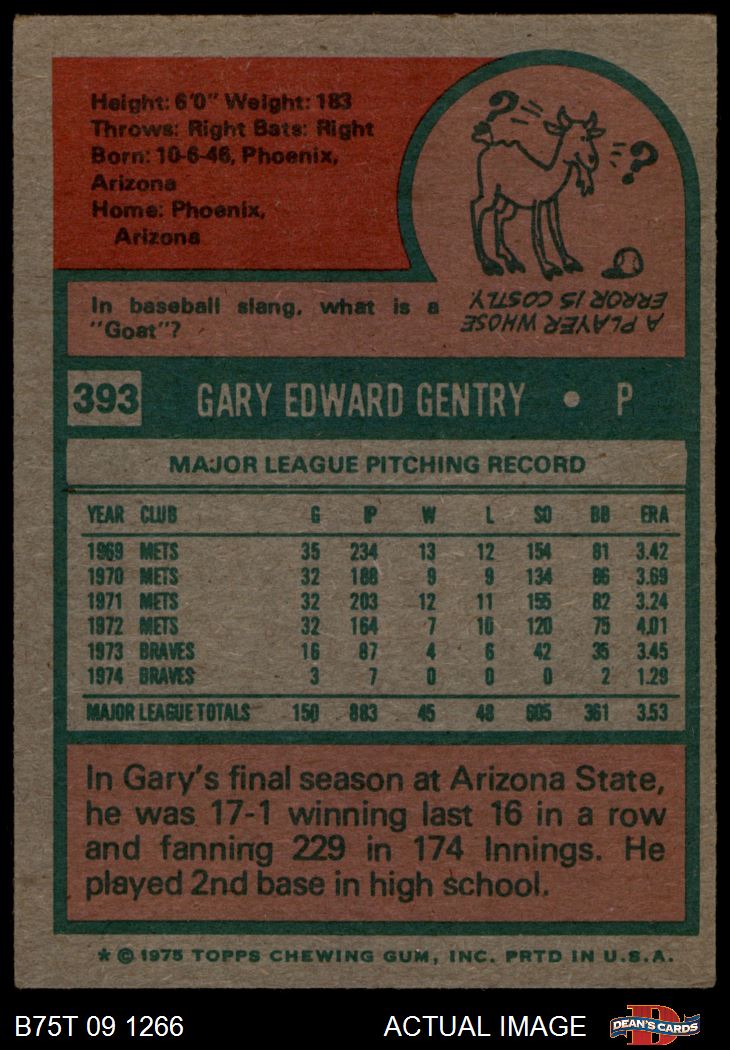 Height: 6'0" Weight: 183
Throws: Right Bats: Right
Born: 10-6-46, Phoenix,
Arizona
Home: Phoenix,
Arizona
? ?
In baseball slang, what is a
"Goat"?
A PLAYER WHOSE
ERROR IS COSTLY
393 GARY EDWARD GENTRY • P
MAJOR LEAGUE PITCHING RECORD
YEAR CLUB G IP W L SO BB ERA
1969 METS 35 234 13 12 154 81 3.42
1970 METS 32 188 9 9 134 86 3.69
1971 METS 32 203 12 11 155 82 3.24
1972 METS 32 164 7 10 120 75 4.01
1973 BRAVES 16 87 4 6 42 35 3.45
1974 BRAVES 3 7 0 0 0 2 1.29
MAJOR LEAGUE TOTALS 150 883 45 48 605 361 3.53
In Gary's final season at Arizona State,
he was 17-1 winning last 16 in a row
and fanning 229 in 174 Innings. He
played 2nd base in high school.
* © 1975 TOPPS CHEWING GUM, INC. PRTD IN U.S.A.
B75T 09 1266 ACTUAL IMAGE D DEAN'S CARDS